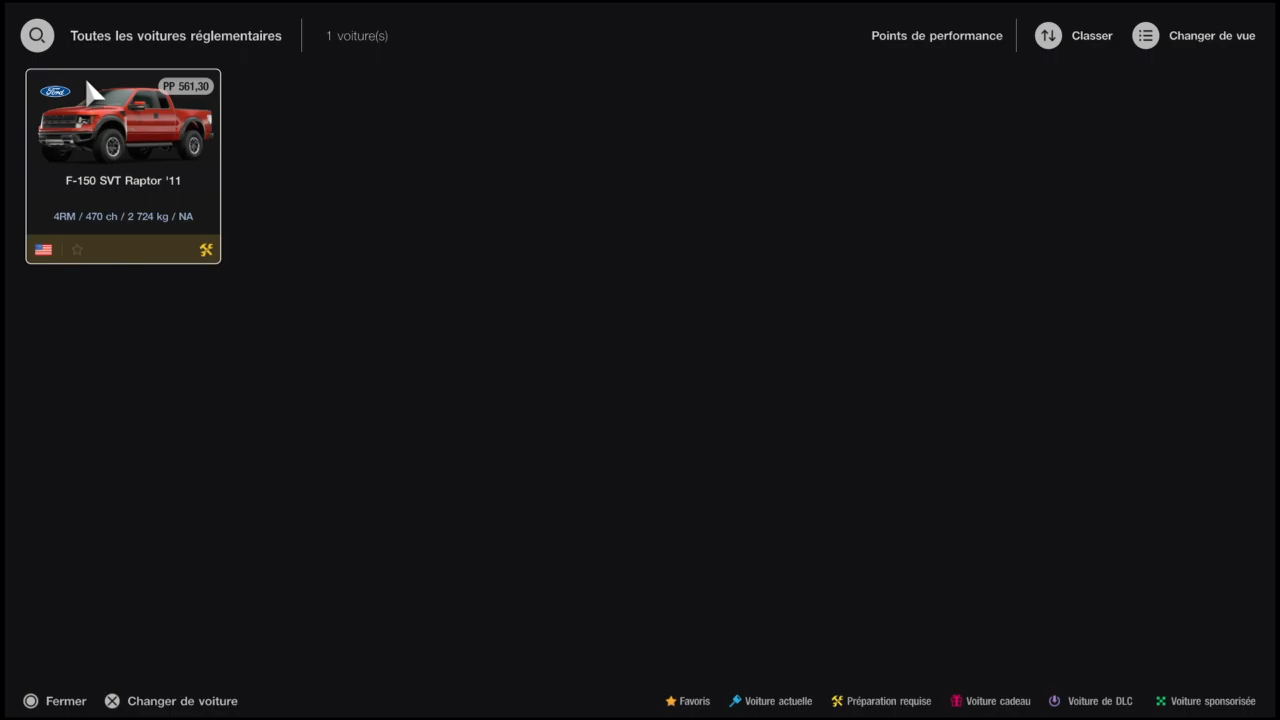 Toutes les voitures réglementaires
1 voiture(s)
Points de performance
Classer
Changer de vue
Ford
PP 561,30
F-150 SVT Raptor '11
4RM / 470 ch / 2 724 kg / NA
Fermer
Changer de voiture
Favoris
Voiture actuelle
Préparation requise
Voiture cadeau
Voiture de DLC
Voiture sponsorisée